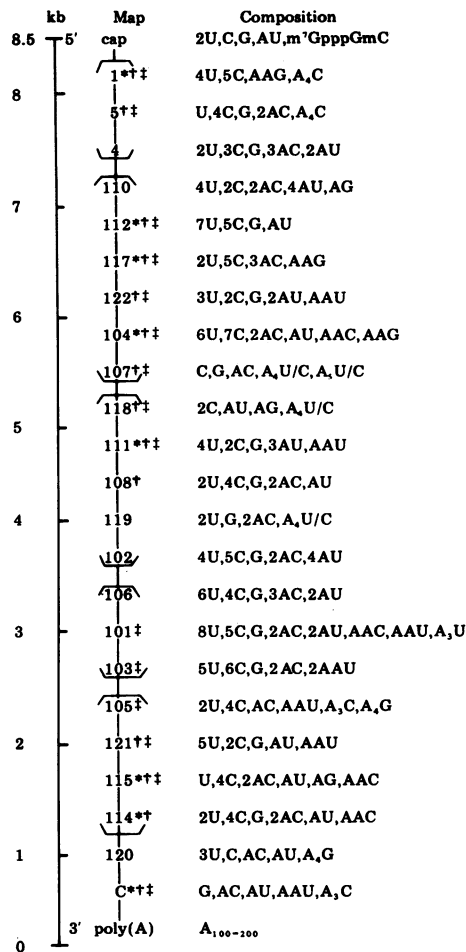 kb Map Composition
8.5 5′ cap 2U,C,G,AU,m⁷GpppGmC
1*†‡ 4U,5C,AAG,A₄C
8
5†‡ U,4C,G,2AC,A₄C
4 2U,3C,G,3AC,2AU
110 4U,2C,2AC,4AU,AG
7
112*†‡ 7U,5C,G,AU
117*†‡ 2U,5C,3AC,AAG
122†‡ 3U,2C,G,2AU,AAU
6
104*†‡ 6U,7C,2AC,AU,AAC,AAG
107†‡ C,G,AC,A₄U/C,A₅U/C
118†‡ 2C,AU,AG,A₄U/C
5
111*†‡ 4U,2C,G,3AU,AAU
108† 2U,4C,G,2AC,AU
4
119 2U,G,2AC,A₄U/C
102 4U,5C,G,2AC,4AU
106 6U,4C,G,3AC,2AU
3
101‡ 8U,5C,G,2AC,2AU,AAC,AAU,A₃U
103‡ 5U,6C,G,2AC,2AAU
105‡ 2U,4C,AC,AAU,A₃C,A₄G
2
121†‡ 5U,2C,G,AU,AAU
115*†‡ U,4C,2AC,AU,AG,AAC
114*† 2U,4C,G,2AC,AU,AAC
1
120 3U,C,AC,AU,A₄G
C*†‡ G,AC,AU,AAU,A₃C
0 3′ poly(A) A₁₀₀₋₂₀₀